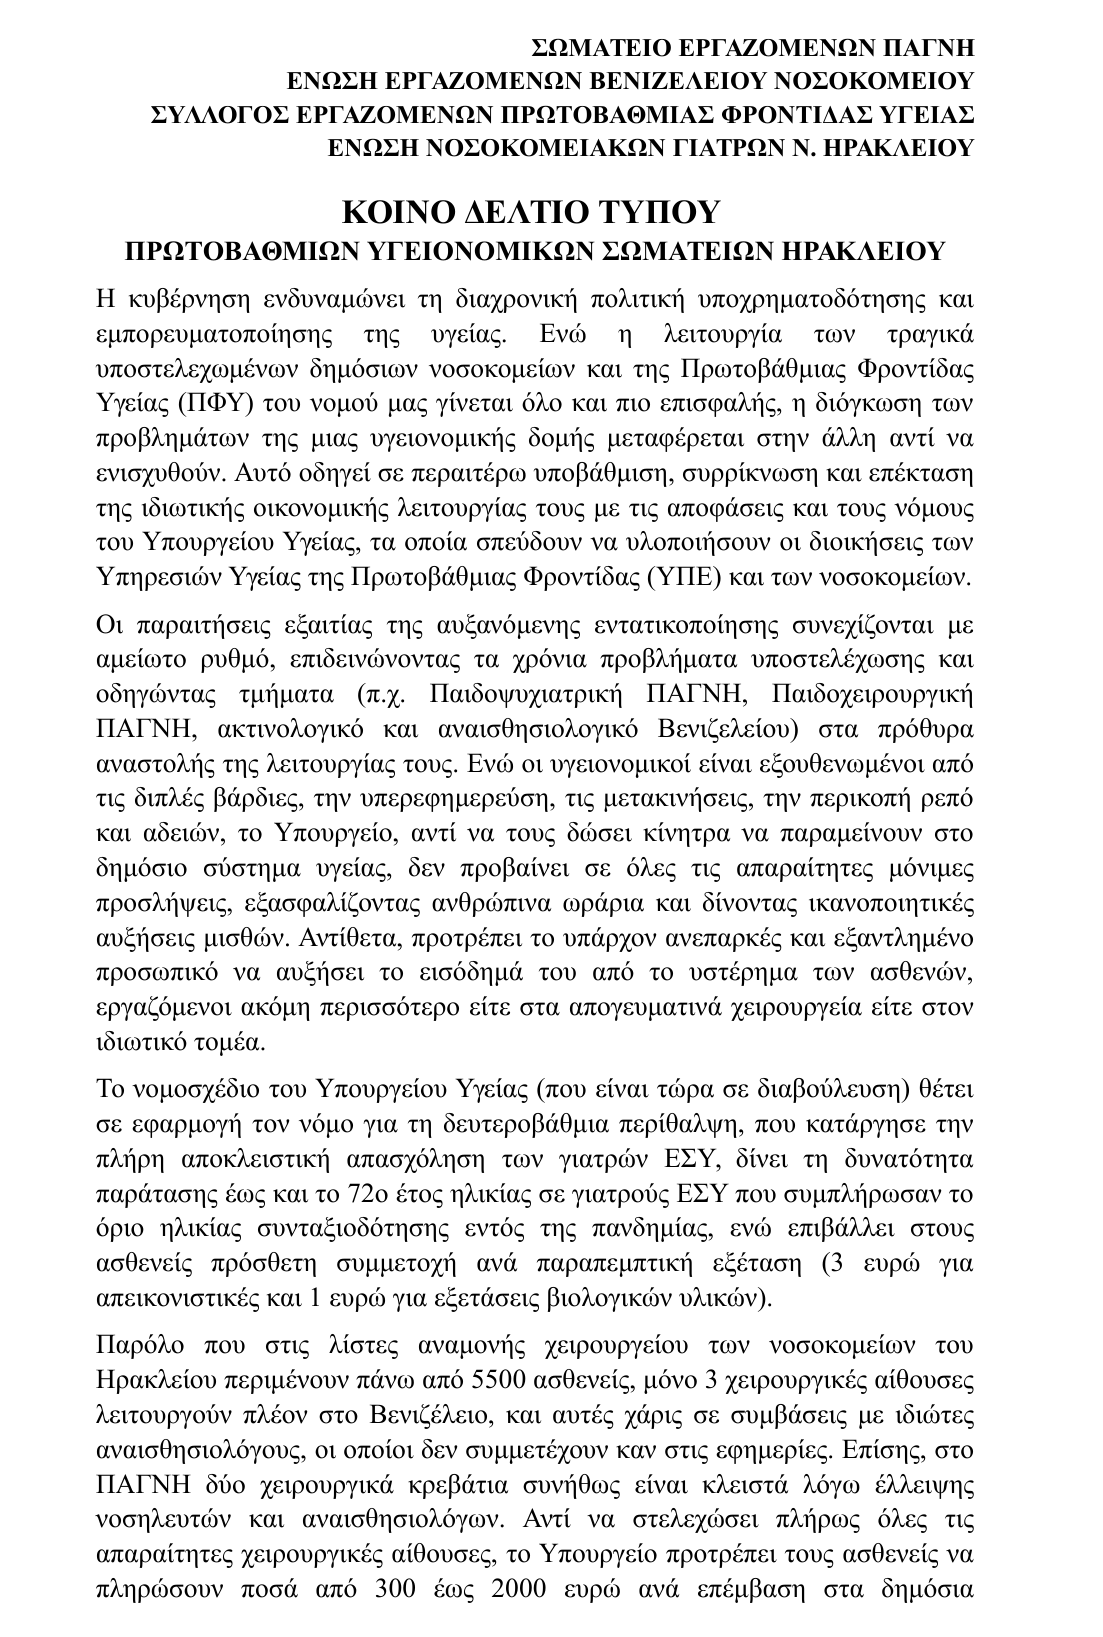 ΣΩΜΑΤΕΙΟ ΕΡΓΑΖΟΜΕΝΩΝ ΠΑΓΝΗ
ΕΝΩΣΗ ΕΡΓΑΖΟΜΕΝΩΝ ΒΕΝΙΖΕΛΕΙΟΥ ΝΟΣΟΚΟΜΕΙΟΥ
ΣΥΛΛΟΓΟΣ ΕΡΓΑΖΟΜΕΝΩΝ ΠΡΩΤΟΒΑΘΜΙΑΣ ΦΡΟΝΤΙΔΑΣ ΥΓΕΙΑΣ
ΕΝΩΣΗ ΝΟΣΟΚΟΜΕΙΑΚΩΝ ΓΙΑΤΡΩΝ Ν. ΗΡΑΚΛΕΙΟΥ
ΚΟΙΝΟ ΔΕΛΤΙΟ ΤΥΠΟΥ
ΠΡΩΤΟΒΑΘΜΙΩΝ ΥΓΕΙΟΝΟΜΙΚΩΝ ΣΩΜΑΤΕΙΩΝ ΗΡΑΚΛΕΙΟΥ
Η κυβέρνηση ενδυναμώνει τη διαχρονική πολιτική υποχρηματοδότησης και
εμπορευματοποίησης της υγείας. Ενώ η λειτουργία των τραγικά
υποστελεχωμένων δημόσιων νοσοκομείων και της Πρωτοβάθμιας Φροντίδας
Υγείας (ΠΦΥ) του νομού μας γίνεται όλο και πιο επισφαλής, η διόγκωση των
προβλημάτων της μιας υγειονομικής δομής μεταφέρεται στην άλλη αντί να
ενισχυθούν. Αυτό οδηγεί σε περαιτέρω υποβάθμιση, συρρίκνωση και επέκταση
της ιδιωτικής οικονομικής λειτουργίας τους με τις αποφάσεις και τους νόμους
του Υπουργείου Υγείας, τα οποία σπεύδουν να υλοποιήσουν οι διοικήσεις των
Υπηρεσιών Υγείας της Πρωτοβάθμιας Φροντίδας (ΥΠΕ) και των νοσοκομείων.
Οι παραιτήσεις εξαιτίας της αυξανόμενης εντατικοποίησης συνεχίζονται με
αμείωτο ρυθμό, επιδεινώνοντας τα χρόνια προβλήματα υποστελέχωσης και
οδηγώντας τμήματα (π.χ. Παιδοψυχιατρική ΠΑΓΝΗ, Παιδοχειρουργική
ΠΑΓΝΗ, ακτινολογικό και αναισθησιολογικό Βενιζελείου) στα πρόθυρα
αναστολής της λειτουργίας τους. Ενώ οι υγειονομικοί είναι εξουθενωμένοι από
τις διπλές βάρδιες, την υπερεφημερεύση, τις μετακινήσεις, την περικοπή ρεπό
και αδειών, το Υπουργείο, αντί να τους δώσει κίνητρα να παραμείνουν στο
δημόσιο σύστημα υγείας, δεν προβαίνει σε όλες τις απαραίτητες μόνιμες
προσλήψεις, εξασφαλίζοντας ανθρώπινα ωράρια και δίνοντας ικανοποιητικές
αυξήσεις μισθών. Αντίθετα, προτρέπει το υπάρχον ανεπαρκές και εξαντλημένο
προσωπικό να αυξήσει το εισόδημά του από το υστέρημα των ασθενών,
εργαζόμενοι ακόμη περισσότερο είτε στα απογευματινά χειρουργεία είτε στον
ιδιωτικό τομέα.
Το νομοσχέδιο του Υπουργείου Υγείας (που είναι τώρα σε διαβούλευση) θέτει
σε εφαρμογή τον νόμο για τη δευτεροβάθμια περίθαλψη, που κατάργησε την
πλήρη αποκλειστική απασχόληση των γιατρών ΕΣΥ, δίνει τη δυνατότητα
παράτασης έως και το 72ο έτος ηλικίας σε γιατρούς ΕΣΥ που συμπλήρωσαν το
όριο ηλικίας συνταξιοδότησης εντός της πανδημίας, ενώ επιβάλλει στους
ασθενείς πρόσθετη συμμετοχή ανά παραπεμπτική εξέταση (3 ευρώ για
απεικονιστικές και 1 ευρώ για εξετάσεις βιολογικών υλικών).
Παρόλο που στις λίστες αναμονής χειρουργείου των νοσοκομείων του
Ηρακλείου περιμένουν πάνω από 5500 ασθενείς, μόνο 3 χειρουργικές αίθουσες
λειτουργούν πλέον στο Βενιζέλειο, και αυτές χάρις σε συμβάσεις με ιδιώτες
αναισθησιολόγους, οι οποίοι δεν συμμετέχουν καν στις εφημερίες. Επίσης, στο
ΠΑΓΝΗ δύο χειρουργικά κρεβάτια συνήθως είναι κλειστά λόγω έλλειψης
νοσηλευτών και αναισθησιολόγων. Αντί να στελεχώσει πλήρως όλες τις
απαραίτητες χειρουργικές αίθουσες, το Υπουργείο προτρέπει τους ασθενείς να
πληρώσουν ποσά από 300 έως 2000 ευρώ ανά επέμβαση στα δημόσια